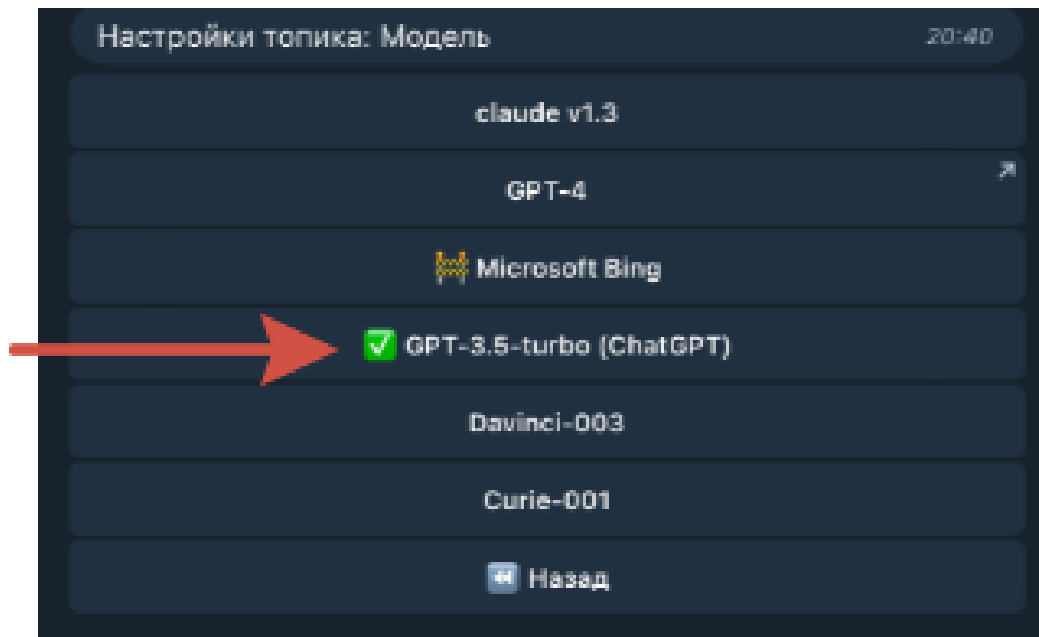 Настройки топика: Модель 20:40
claude v1.3
GPT-4
Microsoft Bing
GPT-3.5-turbo (ChatGPT)
Davinci-003
Curie-001
Назад